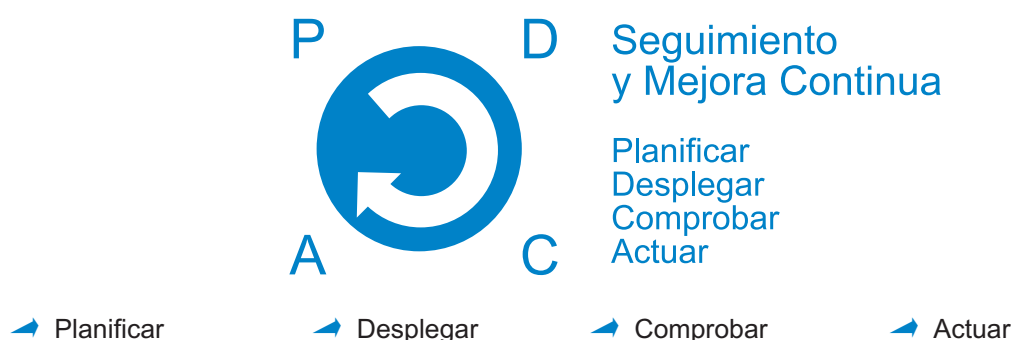 P D
A C
Seguimiento
y Mejora Continua
Planificar
Desplegar
Comprobar
Actuar
Planificar Desplegar Comprobar Actuar